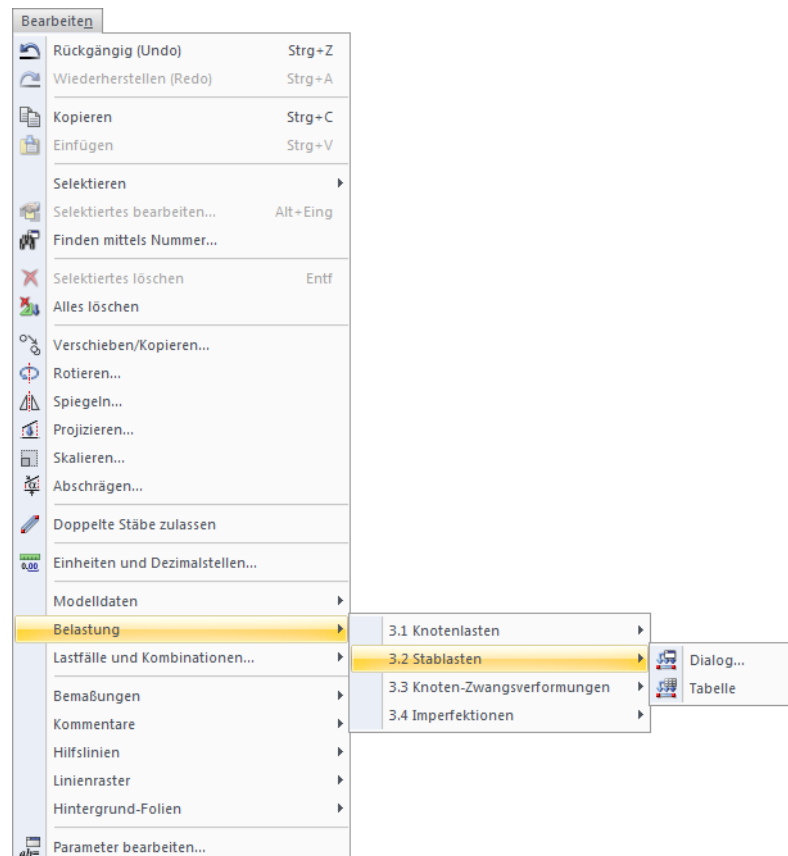 Bearbeiten
Rückgängig (Undo) Strg+Z
Wiederherstellen (Redo) Strg+A
Kopieren Strg+C
Einfügen Strg+V
Selektieren
Selektiertes bearbeiten... Alt+Eing
Finden mittels Nummer...
Selektiertes löschen Entf
Alles löschen
Verschieben/Kopieren...
Rotieren...
Spiegeln...
Projizieren...
Skalieren...
Abschrägen...
Doppelte Stäbe zulassen
0,00 Einheiten und Dezimalstellen...
Modelldaten
Belastung
3.1 Knotenlasten
Lastfälle und Kombinationen...
3.2 Stablasten
Dialog...
Bemaßungen
3.3 Knoten-Zwangsverformungen
Tabelle
Kommentare
3.4 Imperfektionen
Hilfslinien
Linienraster
Hintergrund-Folien
ab= Parameter bearbeiten...